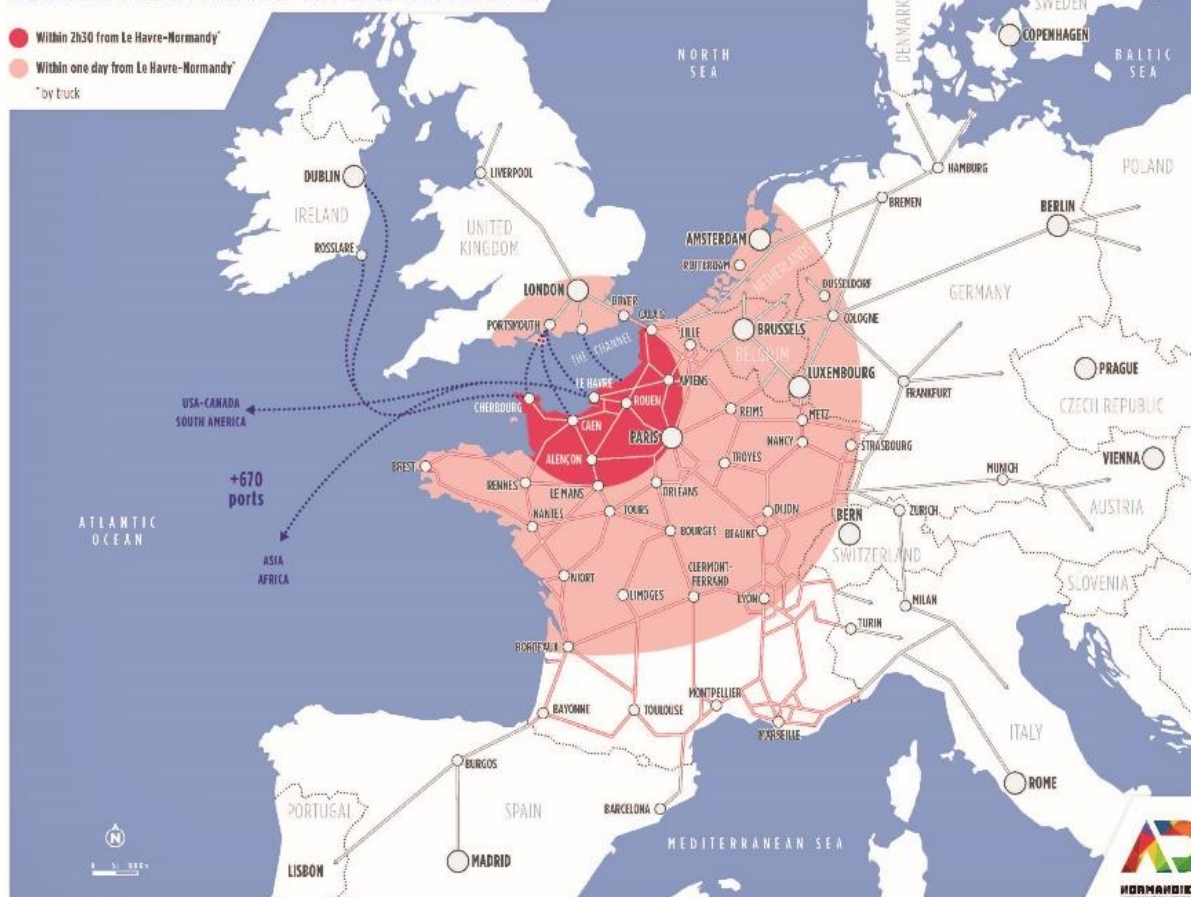 Within 2h30 from Le Havre-Normandy*
Within one day from Le Havre-Normandy*
* by truck
NORTH
SEA
DENMARK
SWEDEN
COPENHAGEN
BALTIC
SEA
DUBLIN
IRELAND
ROSSLARE
LIVERPOOL
UNITED
KINGDOM
HAMBURG
BREMEN
POLAND
BERLIN
AMSTERDAM
ROTTERDAM
NETHERLANDS
LONDON
DOVER
CALAIS
PORTSMOUTH
THE CHANNEL
LILLE
BRUSSELS
BELGIUM
DUSSELDORF
COLOGNE
GERMANY
LUXEMBOURG
FRANKFURT
PRAGUE
CZECH REPUBLIC
USA-CANADA
SOUTH AMERICA
CHERBOURG
LE HAVRE
ROUEN
AMIENS
CAEN
PARIS
ALENÇON
REIMS
METZ
NANCY
STRASBOURG
TROYES
BREST
RENNES
LE MANS
ORLEANS
MUNICH
VIENNA
AUSTRIA
+670
ports
ATLANTIC
OCEAN
ASIA
AFRICA
NANTES
TOURS
BOURGES
DIJON
BEAUNE
BERN
ZURICH
SWITZERLAND
NIORT
LIMOGES
CLERMONT-
FERRAND
LYON
SLOVENIA
MILAN
TURIN
BORDEAUX
BAYONNE
TOULOUSE
MONTPELLIER
MARSEILLE
ITALY
ROME
BURGOS
PORTUGAL
SPAIN
BARCELONA
MEDITERRANEAN SEA
LISBON
MADRID
N
AD
NORMANDIE